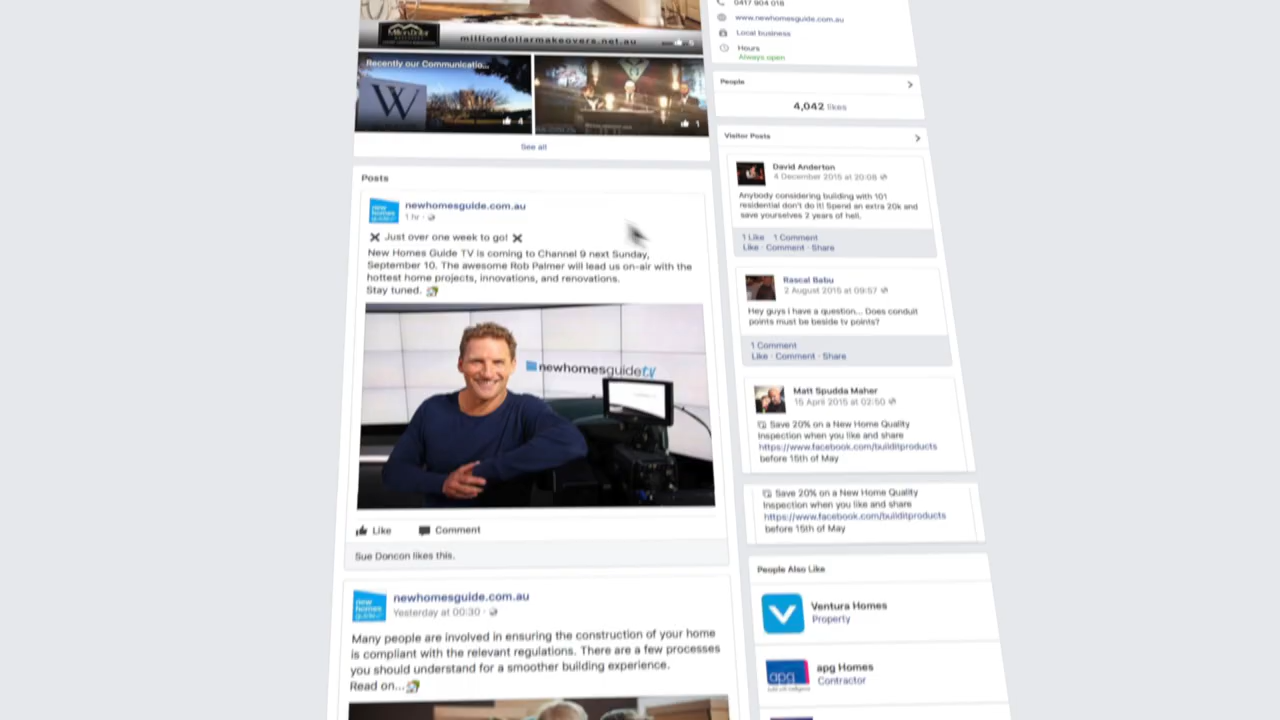 milliondollarmakeovers.net.au
Recently our Communicatio...
W
4
1
See all
Posts
newhomesguide.com.au
1 hr
Just over one week to go!
New Homes Guide TV is coming to Channel 9 next Sunday,
September 10. The awesome Rob Palmer will lead us on-air with the
hottest home projects, innovations, and renovations.
Stay tuned.
newhomesguidetv
Like Comment
Sue Doncon likes this.
new
homes
guide
newhomesguide.com.au
Yesterday at 00:30
Many people are involved in ensuring the construction of your home
is compliant with the relevant regulations. There are a few processes
you should understand for a smoother building experience.
Read on...
0417 904 018
www.newhomesguide.com.au
Local business
Hours
Always open
People
4,042 likes
Visitor Posts
David Anderton
4 December 2015 at 20:08
Anybody considering building with 101
residential don't do it! Spend an extra 20k and
save yourselves 2 years of hell.
1 Like · 1 Comment
Like · Comment · Share
Rascal Babu
2 August 2015 at 09:57
Hey guys i have a question... Does conduit
points must be beside tv points?
1 Comment
Like · Comment · Share
Matt Spudda Maher
15 April 2015 at 02:50
Save 20% on a New Home Quality
Inspection when you like and share
https://www.facebook.com/builditproducts
before 15th of May
Save 20% on a New Home Quality
Inspection when you like and share
https://www.facebook.com/builditproducts
before 15th of May
People Also Like
Ventura Homes
Property
apg
apg Homes
Contractor